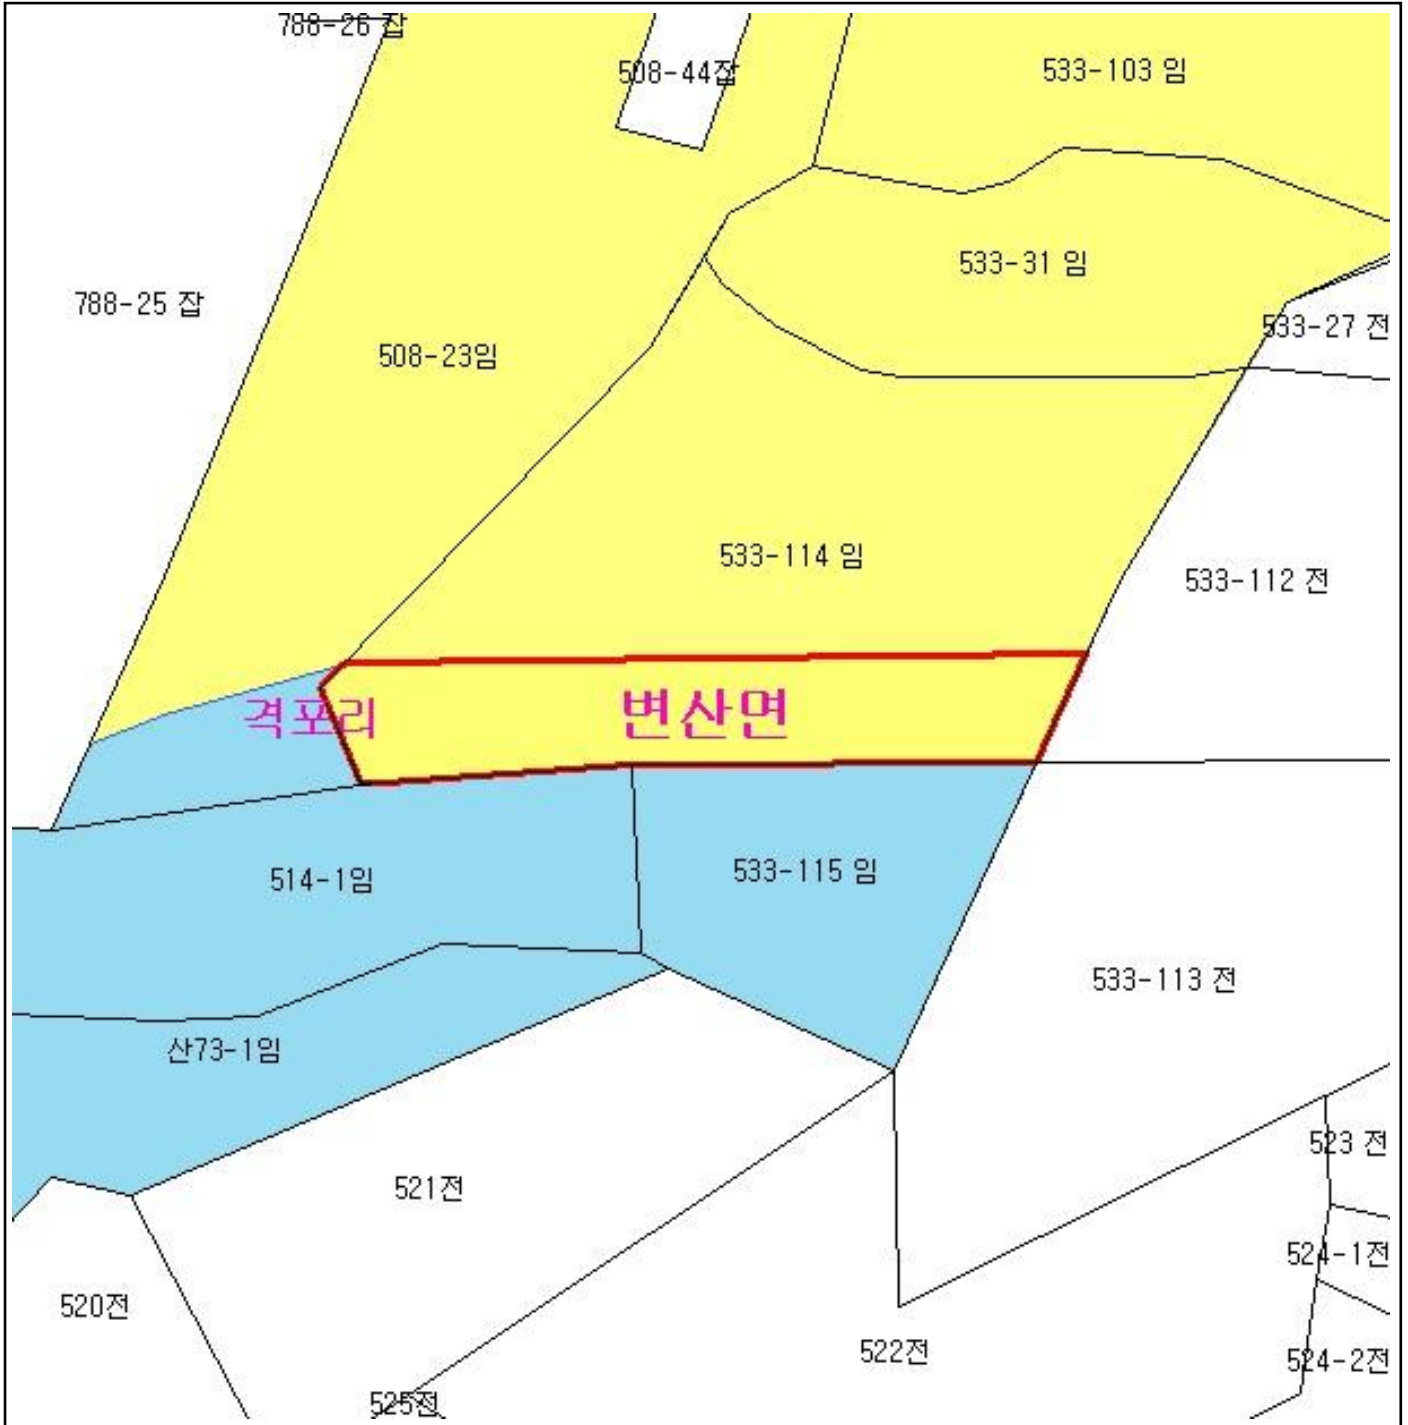 788-26 잡
508-44잡
533-103 임
533-31 임
788-25 잡
533-27 전
508-23임
533-114 임
533-112 전
격포리
변산면
514-1임
533-115 임
533-113 전
산73-1임
523 전
521전
524-1전
520전
522전
524-2전
525전